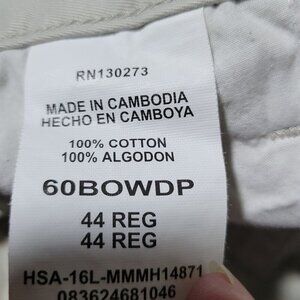 RN130273
MADE IN CAMBODIA
HECHO EN CAMBOYA
100% COTTON
100% ALGODON
60BOWDP
44 REG
44 REG
HSA-16L-MMMH14871
083624681046